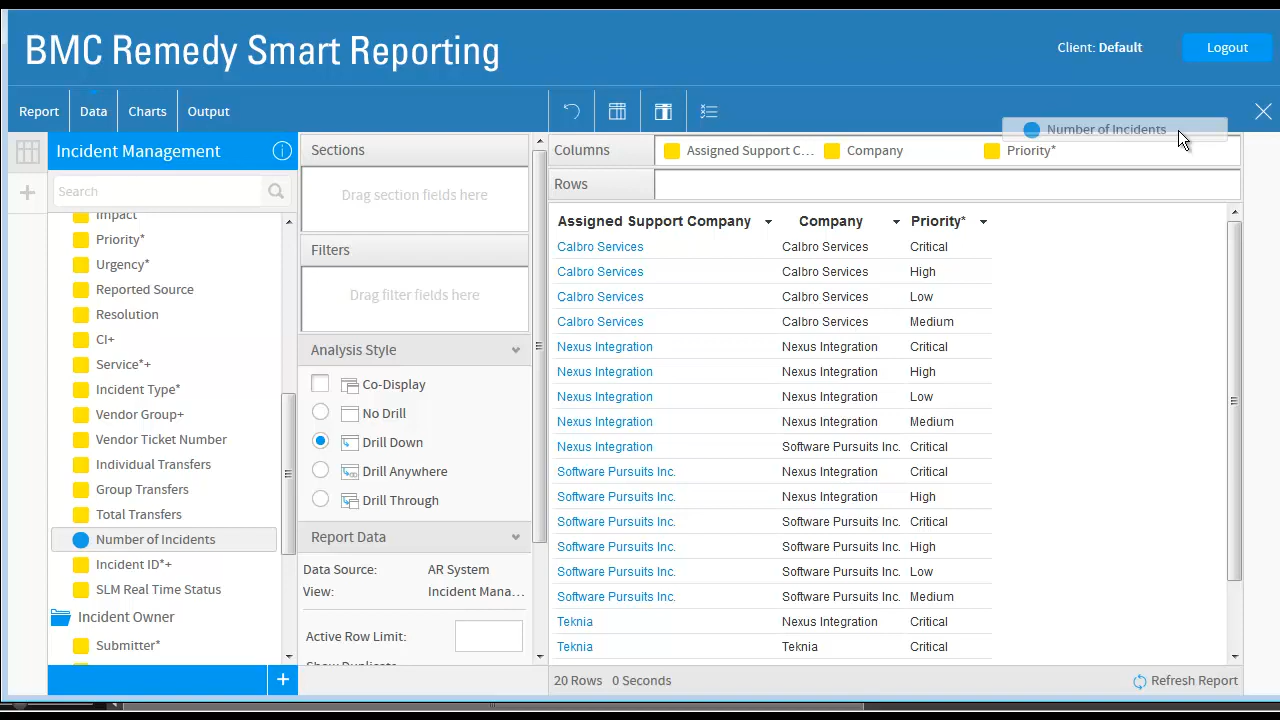 BMC Remedy Smart Reporting
Client: Default
Logout
Report
Data
Charts
Output
Number of Incidents
Incident Management
Search
Impact
Priority*
Urgency*
Reported Source
Resolution
CI+
Service*+
Incident Type*
Vendor Group+
Vendor Ticket Number
Individual Transfers
Group Transfers
Total Transfers
Number of Incidents
Incident ID*+
SLM Real Time Status
Incident Owner
Submitter*
Sections
Drag section fields here
Filters
Drag filter fields here
Analysis Style
Co-Display
No Drill
Drill Down
Drill Anywhere
Drill Through
Report Data
Data Source: AR System
View: Incident Mana...
Active Row Limit:
Show Duplicate
Columns Assigned Support C... Company Priority*
Rows
Assigned Support Company Company Priority*
Calbro Services Calbro Services Critical
Calbro Services Calbro Services High
Calbro Services Calbro Services Low
Calbro Services Calbro Services Medium
Nexus Integration Nexus Integration Critical
Nexus Integration Nexus Integration High
Nexus Integration Nexus Integration Low
Nexus Integration Nexus Integration Medium
Nexus Integration Software Pursuits Inc. Critical
Software Pursuits Inc. Nexus Integration Critical
Software Pursuits Inc. Nexus Integration High
Software Pursuits Inc. Software Pursuits Inc. Critical
Software Pursuits Inc. Software Pursuits Inc. High
Software Pursuits Inc. Software Pursuits Inc. Low
Software Pursuits Inc. Software Pursuits Inc. Medium
Teknia Nexus Integration Critical
Teknia Teknia Critical
20 Rows 0 Seconds
Refresh Report